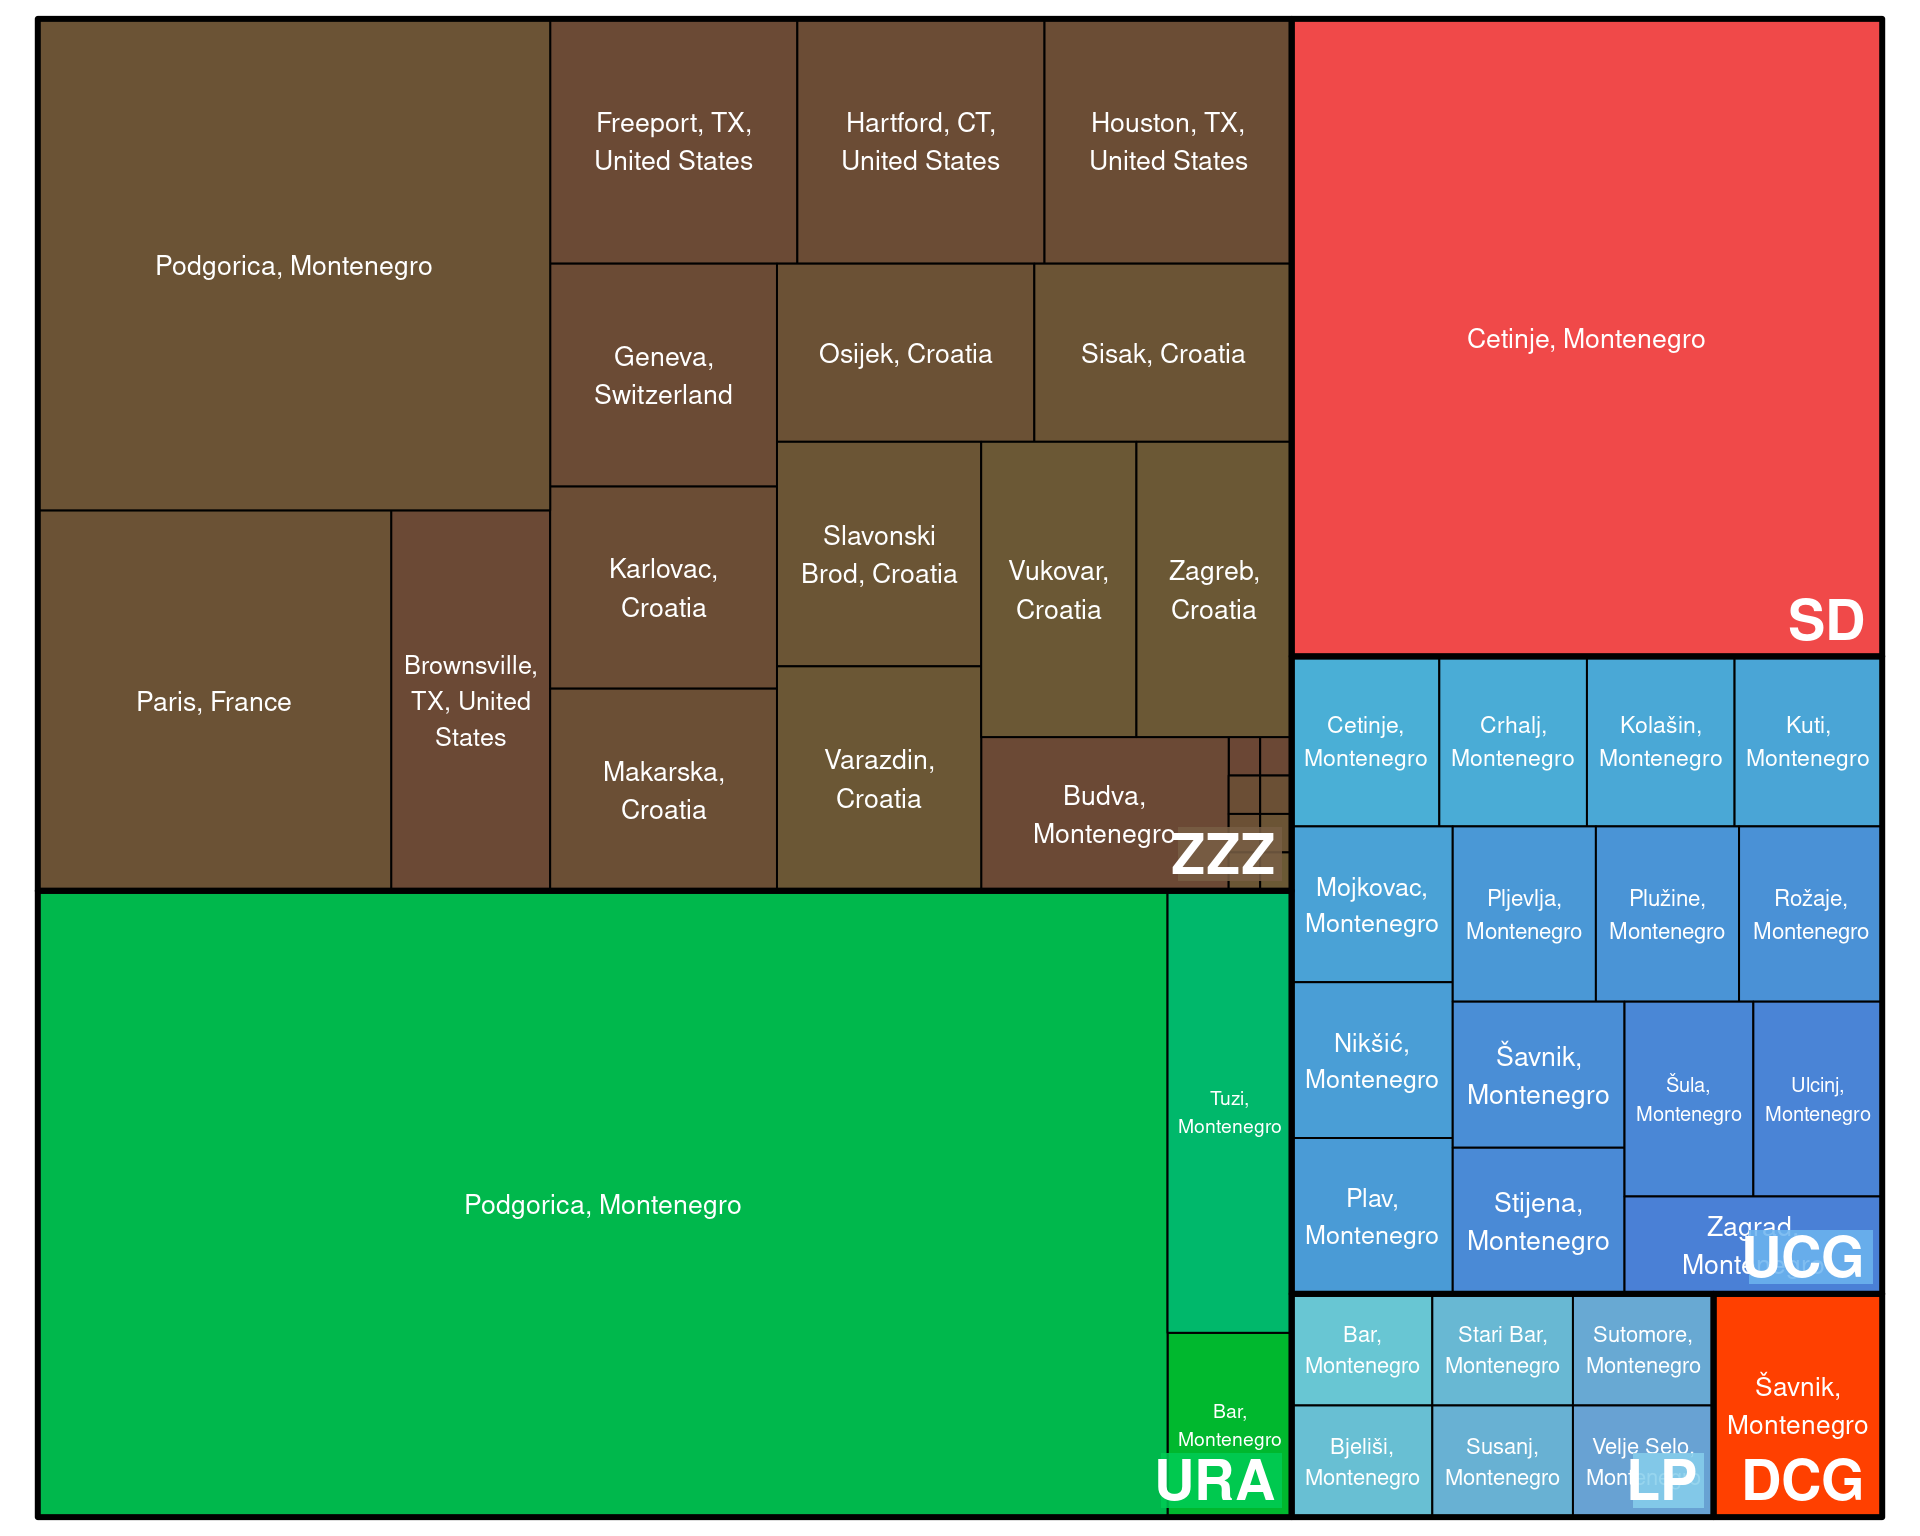 Podgorica, Montenegro
Paris, France
Brownsville,
TX, United
States
Freeport, TX,
United States
Hartford, CT,
United States
Houston, TX,
United States
Geneva,
Switzerland
Karlovac,
Croatia
Makarska,
Croatia
Osijek, Croatia
Sisak, Croatia
Slavonski
Brod, Croatia
Varazdin,
Croatia
Vukovar,
Croatia
Zagreb,
Croatia
Budva,
Montenegro
ZZZ
Podgorica, Montenegro
Tuzi,
Montenegro
Bar,
Montenegro
URA
Cetinje, Montenegro
SD
Cetinje,
Montenegro
Crhalj,
Montenegro
Kolašin,
Montenegro
Kuti,
Montenegro
Mojkovac,
Montenegro
Nikšić,
Montenegro
Plav,
Montenegro
Pljevlja,
Montenegro
Plužine,
Montenegro
Rožaje,
Montenegro
Šavnik,
Montenegro
Stijena,
Montenegro
Šula,
Montenegro
Ulcinj,
Montenegro
Zagrad,
Montenegro
UCG
Bar,
Montenegro
Bjeliši,
Montenegro
Stari Bar,
Montenegro
Susanj,
Montenegro
Sutomore,
Montenegro
Velje Selo,
Montenegro
LP
Šavnik,
Montenegro
DCG